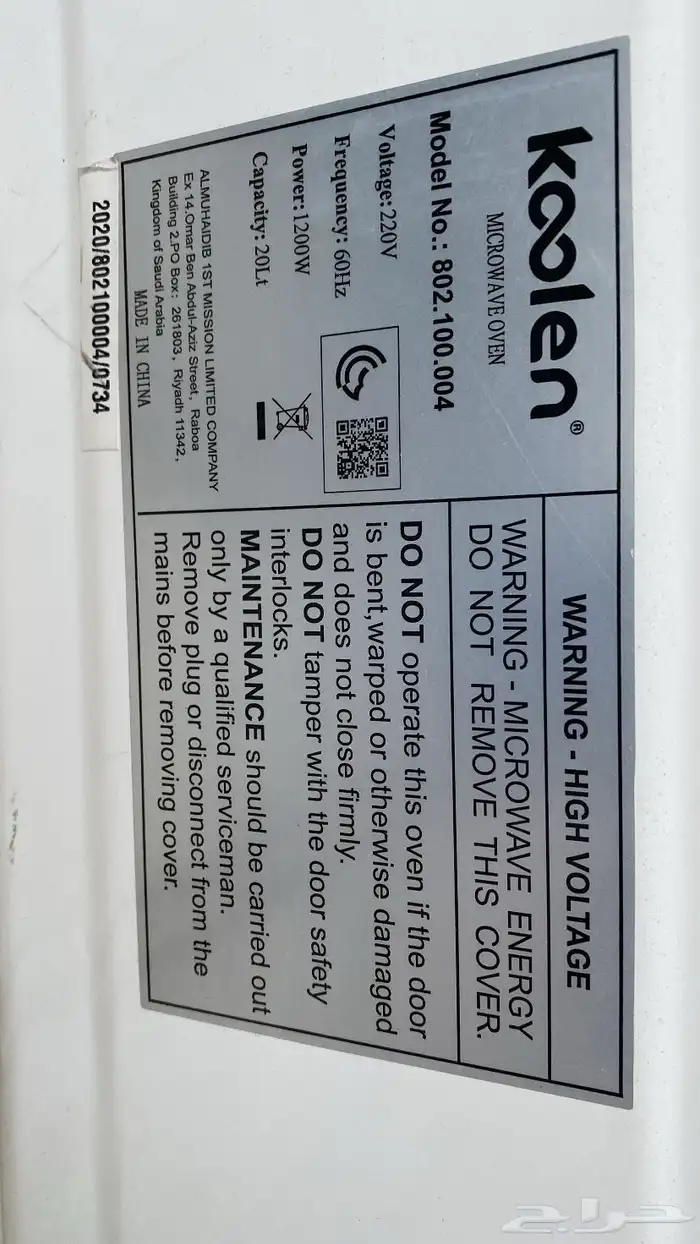 koolen®
MICROWAVE OVEN
Model No.: 802.100.004
Voltage: 220V
Frequency: 60Hz
Power:1200W
Capacity: 20Lt
ALMUHAIDIB 1ST MISSION LIMITED COMPANY
Ex 14.Omar Ben Abdul-Aziz Street, Raboa
Building 2.PO Box: 261803, Riyadh 11342,
Kingdom of Saudi Arabia
MADE IN CHINA
WARNING - HIGH VOLTAGE
WARNING - MICROWAVE ENERGY
DO NOT REMOVE THIS COVER.
DO NOT operate this oven if the door
is bent,warped or otherwise damaged
and does not close firmly.
DO NOT tamper with the door safety
interlocks.
MAINTENANCE should be carried out
only by a qualified serviceman.
Remove plug or disconnect from the
mains before removing cover.
2020/802100004/0734
حراج